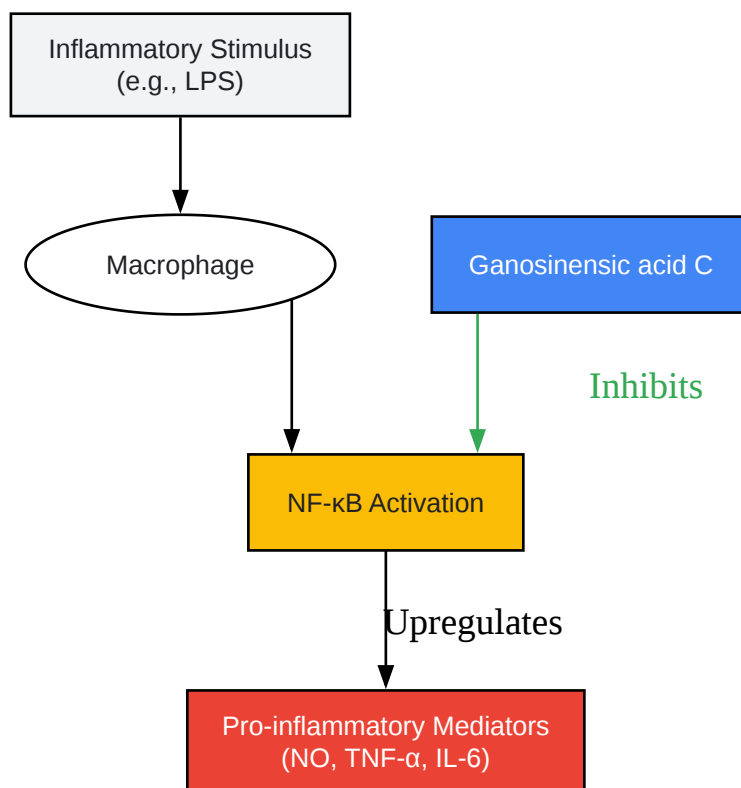 Inflammatory Stimulus
(e.g., LPS)
Macrophage
Ganosinensic acid C
Inhibits
NF-κB Activation
Upregulates
Pro-inflammatory Mediators
(NO, TNF-α, IL-6)